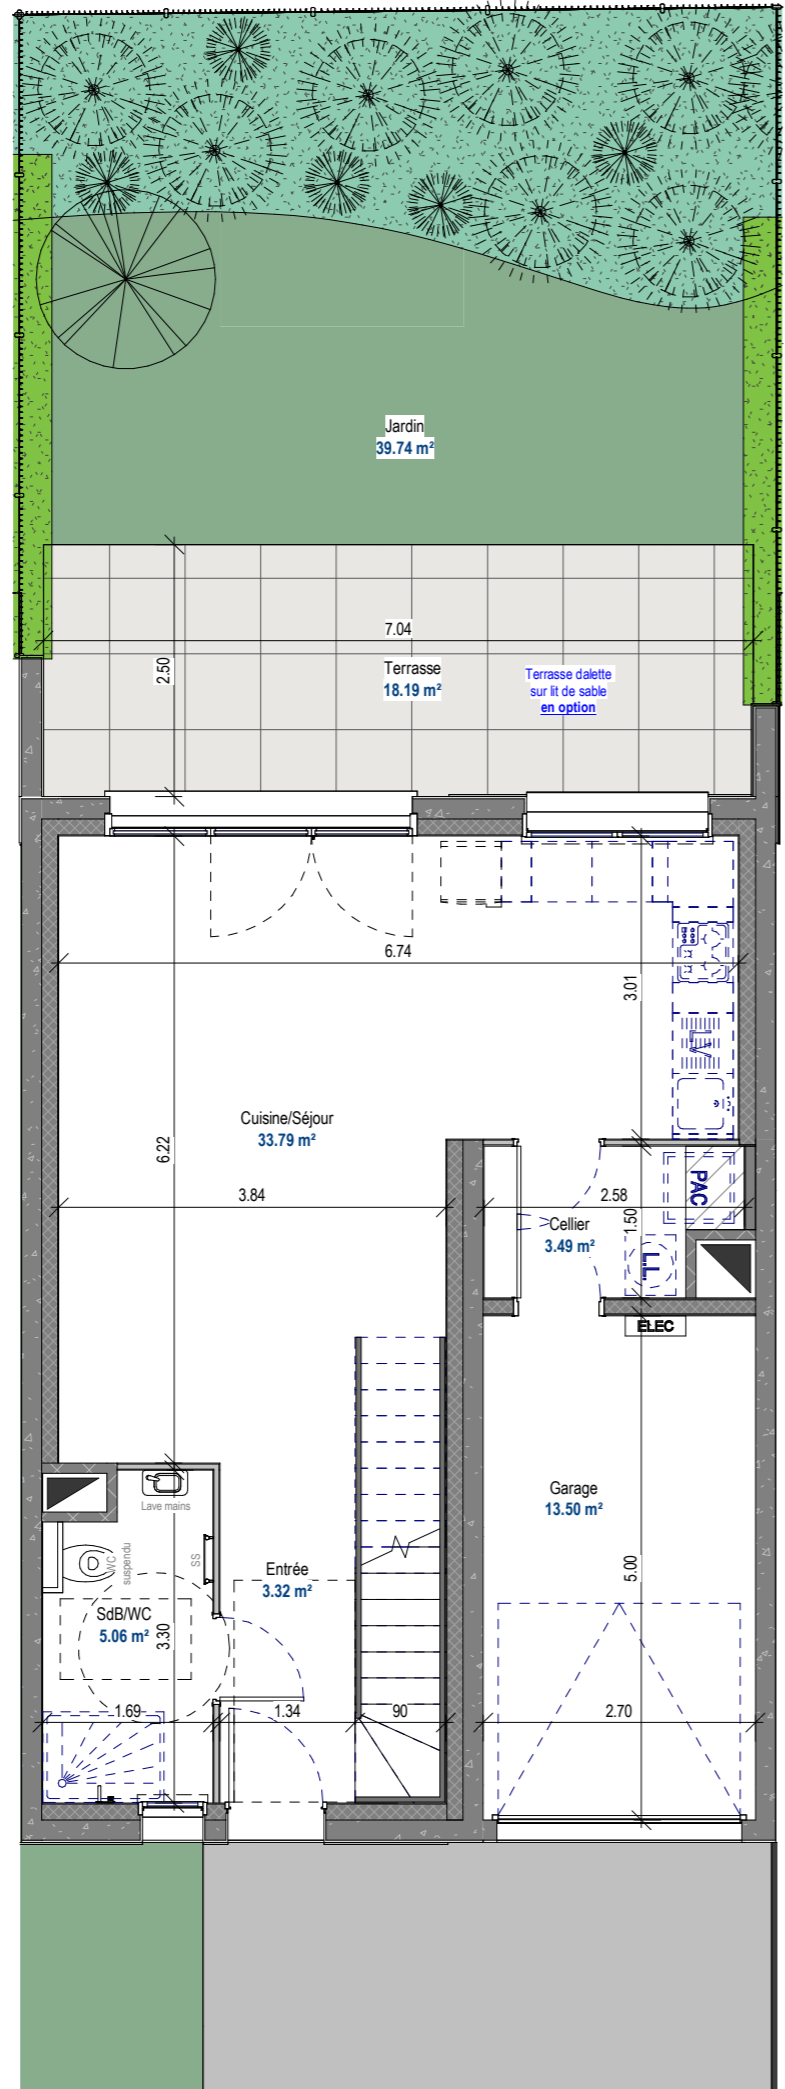 Jardin
39.74 m²
7.04
2.50
Terrasse
18.19 m²
Terrasse dalette
sur lit de sable
en option
6.74
3.01
LV
Cuisine/Séjour
33.79 m²
6.22
3.84
2.58
PAC
Cellier
3.49 m²
1.50
L.L.
ELEC
Garage
13.50 m²
5.00
Lave mains
WC
suspendu
SS
Entrée
3.32 m²
SdB/WC
5.06 m²
3.30
1.69
1.34
90
2.70